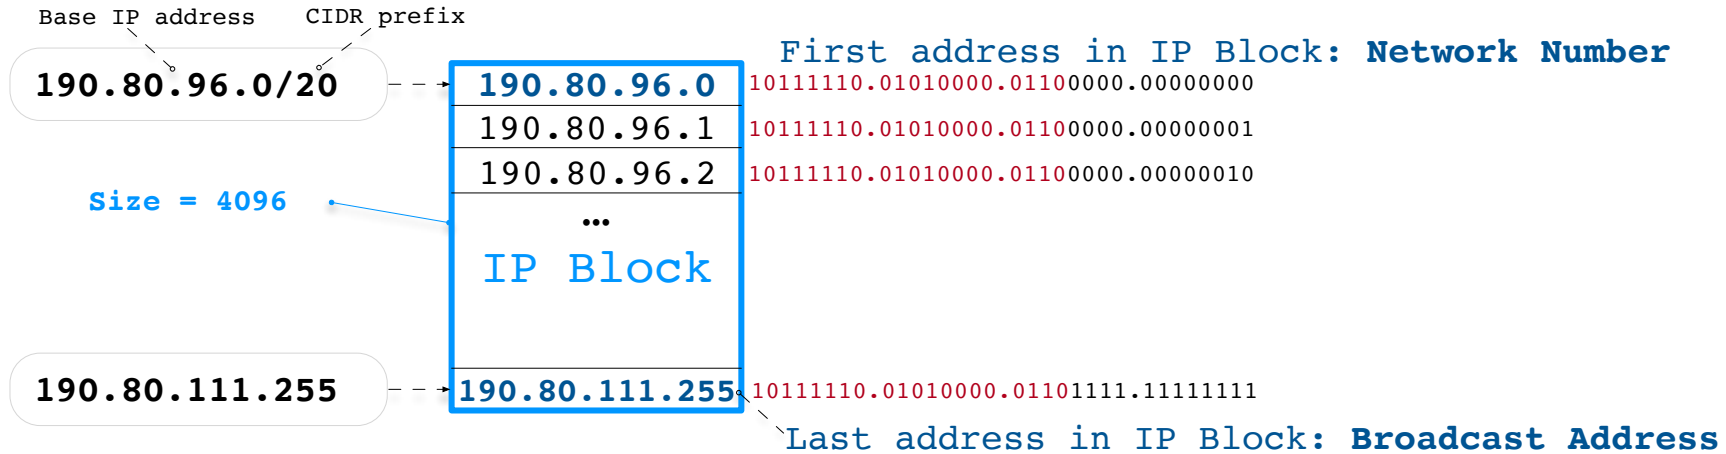 Base IP address CIDR prefix
First address in IP Block: Network Number
190.80.96.0/20 190.80.96.0 10111110.01010000.01100000.00000000
190.80.96.1 10111110.01010000.01100000.00000001
190.80.96.2 10111110.01010000.01100000.00000010
Size = 4096
...
IP Block
190.80.111.255 190.80.111.255 10111110.01010000.01101111.11111111
Last address in IP Block: Broadcast Address